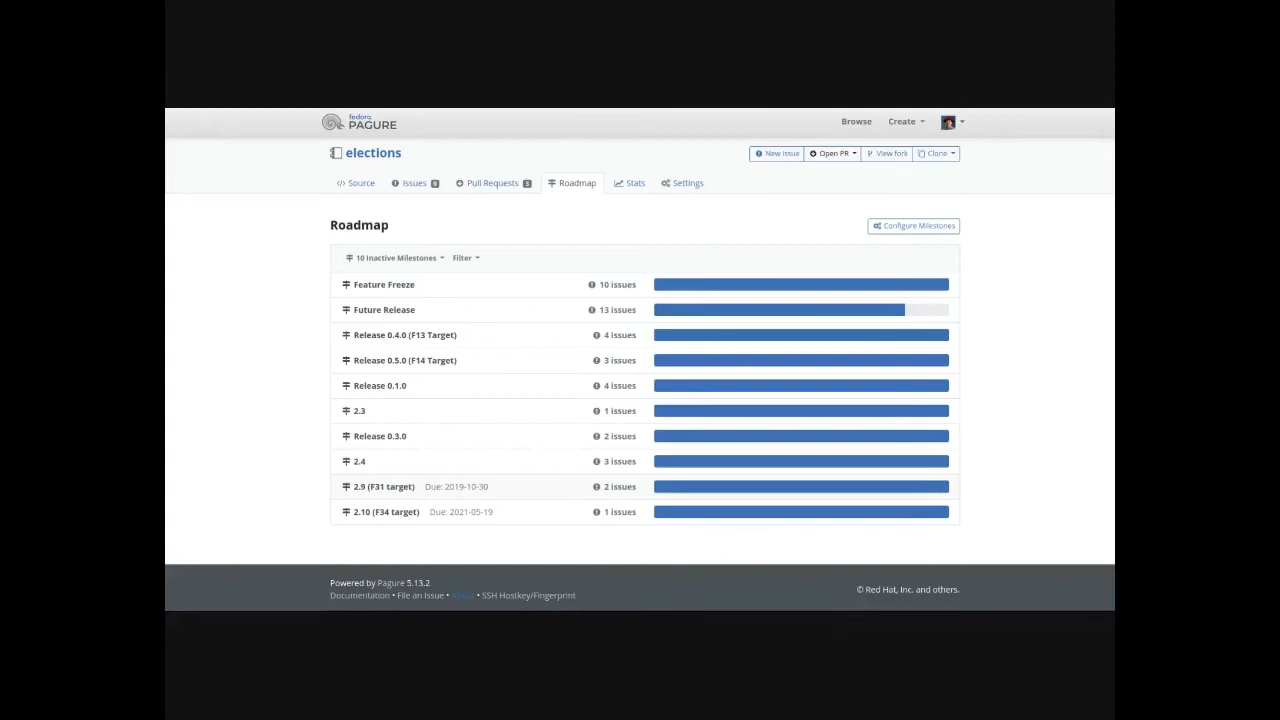 fedora
PAGURE
Browse Create
elections
New issue Open PR View fork Clone
Source Issues Pull Requests 3 Roadmap Stats Settings
Roadmap
Configure Milestones
10 Inactive Milestones Filter
Feature Freeze 10 issues
Future Release 13 issues
Release 0.4.0 (F13 Target) 4 issues
Release 0.5.0 (F14 Target) 3 issues
Release 0.1.0 4 issues
2.3 1 issues
Release 0.3.0 2 issues
2.4 3 issues
2.9 (F31 target) Due: 2019-10-30 2 issues
2.10 (F34 target) Due: 2021-05-19 1 issues
Powered by Pagure 5.13.2
Documentation • File an Issue • About • SSH Hostkey/Fingerprint
© Red Hat, Inc. and others.